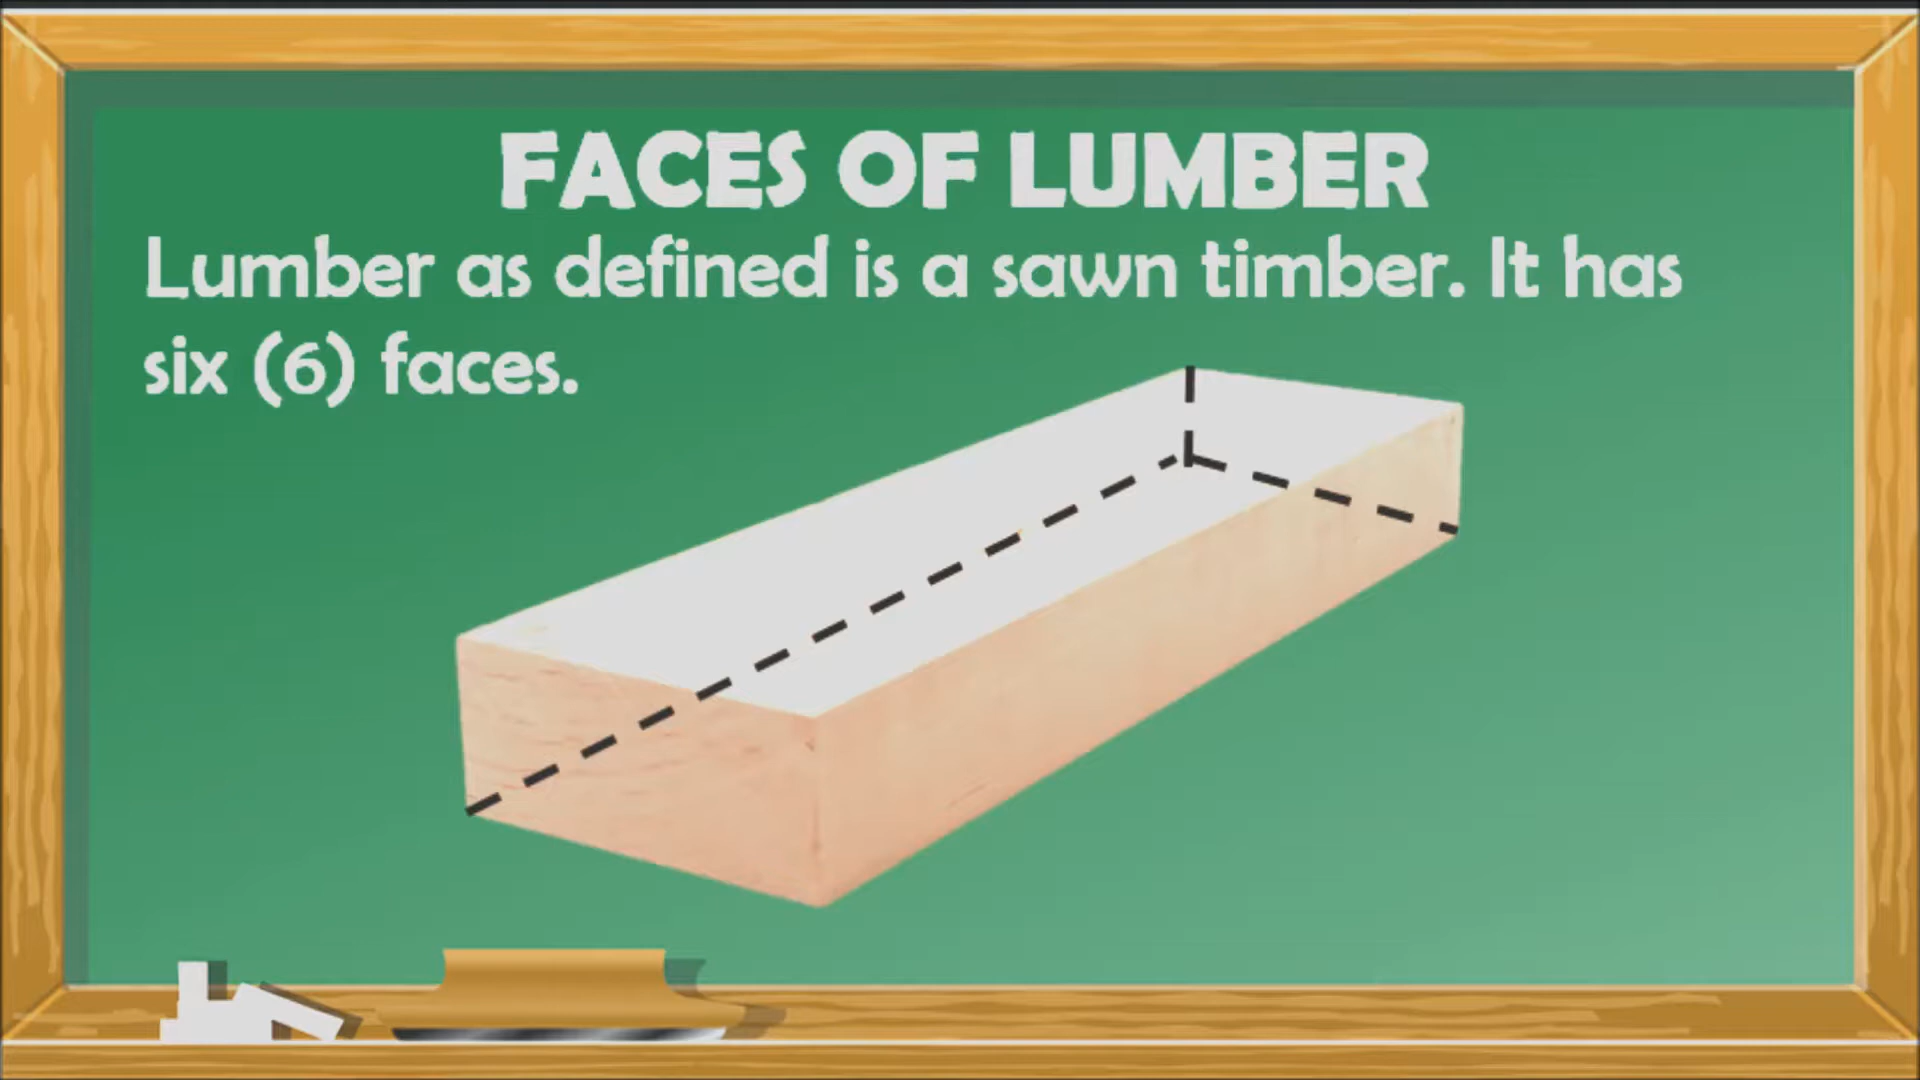 FACES OF LUMBER
Lumber as defined is a sawn timber. It has
six (6) faces.